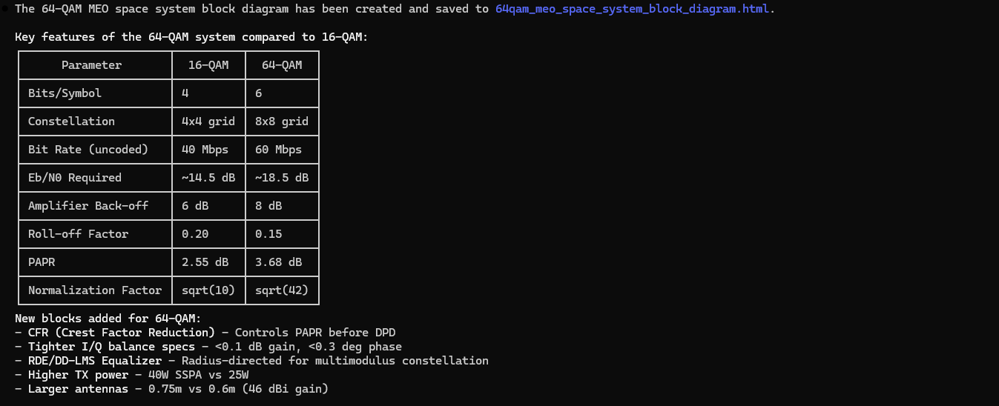 ● The 64-QAM MEO space system block diagram has been created and saved to 64qam_meo_space_system_block_diagram.html.
Key features of the 64-QAM system compared to 16-QAM:
Parameter 16-QAM 64-QAM
Bits/Symbol 4 6
Constellation 4x4 grid 8x8 grid
Bit Rate (uncoded) 40 Mbps 60 Mbps
Eb/N0 Required ~14.5 dB ~18.5 dB
Amplifier Back-off 6 dB 8 dB
Roll-off Factor 0.20 0.15
PAPR 2.55 dB 3.68 dB
Normalization Factor sqrt(10) sqrt(42)
New blocks added for 64-QAM:
- CFR (Crest Factor Reduction) - Controls PAPR before DPD
- Tighter I/Q balance specs - <0.1 dB gain, <0.3 deg phase
- RDE/DD-LMS Equalizer - Radius-directed for multimodulus constellation
- Higher TX power - 40W SSPA vs 25W
- Larger antennas - 0.75m vs 0.6m (46 dBi gain)